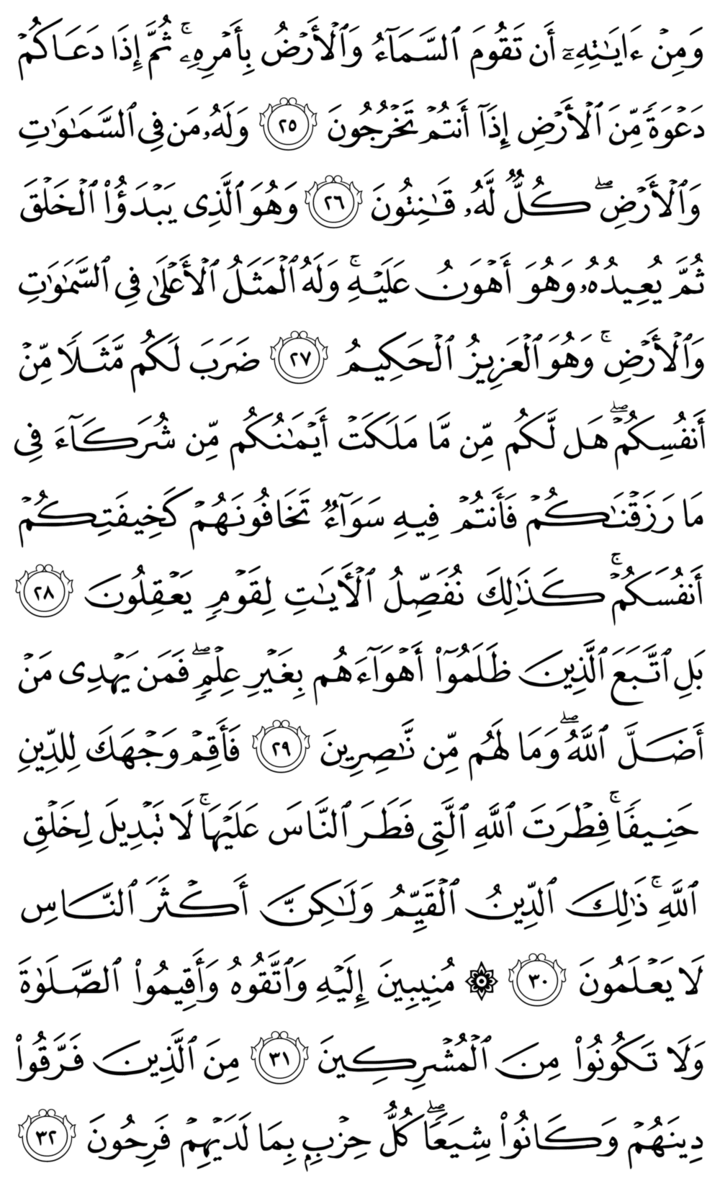 وَمِنْ ءَايَٰتِهِۦٓ أَن تَقُومَ ٱلسَّمَآءُ وَٱلْأَرْضُ بِأَمْرِهِۦۚ ثُمَّ إِذَا دَعَاكُمْ
دَعْوَةً مِّنَ ٱلْأَرْضِ إِذَآ أَنتُمْ تَخْرُجُونَ ٢٥ وَلَهُۥ مَن فِى ٱلسَّمَٰوَٰتِ
وَٱلْأَرْضِۖ كُلٌّ لَّهُۥ قَٰنِتُونَ ٢٦ وَهُوَ ٱلَّذِى يَبْدَؤُا۟ ٱلْخَلْقَ
ثُمَّ يُعِيدُهُۥ وَهُوَ أَهْوَنُ عَلَيْهِۚ وَلَهُ ٱلْمَثَلُ ٱلْأَعْلَىٰ فِى ٱلسَّمَٰوَٰتِ
وَٱلْأَرْضِۚ وَهُوَ ٱلْعَزِيزُ ٱلْحَكِيمُ ٢٧ ضَرَبَ لَكُم مَّثَلًا مِّنْ
أَنفُسِكُمْۖ هَل لَّكُم مِّن مَّا مَلَكَتْ أَيْمَٰنُكُم مِّن شُرَكَآءَ فِى
مَا رَزَقْنَٰكُمْ فَأَنتُمْ فِيهِ سَوَآءٌ تَخَافُونَهُمْ كَخِيفَتِكُمْ
أَنفُسَكُمْۚ كَذَٰلِكَ نُفَصِّلُ ٱلْءَايَٰتِ لِقَوْمٍ يَعْقِلُونَ ٢٨
بَلِ ٱتَّبَعَ ٱلَّذِينَ ظَلَمُوٓا۟ أَهْوَآءَهُم بِغَيْرِ عِلْمٍۖ فَمَن يَهْدِى مَنْ
أَضَلَّ ٱللَّهُۖ وَمَا لَهُم مِّن نَّٰصِرِينَ ٢٩ فَأَقِمْ وَجْهَكَ لِلدِّينِ
حَنِيفًاۚ فِطْرَتَ ٱللَّهِ ٱلَّتِى فَطَرَ ٱلنَّاسَ عَلَيْهَاۚ لَا تَبْدِيلَ لِخَلْقِ
ٱللَّهِۚ ذَٰلِكَ ٱلدِّينُ ٱلْقَيِّمُ وَلَٰكِنَّ أَكْثَرَ ٱلنَّاسِ
لَا يَعْلَمُونَ ٣٠ ۞ مُنِيبِينَ إِلَيْهِ وَٱتَّقُوهُ وَأَقِيمُوا۟ ٱلصَّلَوٰةَ
وَلَا تَكُونُوا۟ مِنَ ٱلْمُشْرِكِينَ ٣١ مِنَ ٱلَّذِينَ فَرَّقُوا۟
دِينَهُمْ وَكَانُوا۟ شِيَعًاۖ كُلُّ حِزْبٍۭ بِمَا لَدَيْهِمْ فَرِحُونَ ٣٢